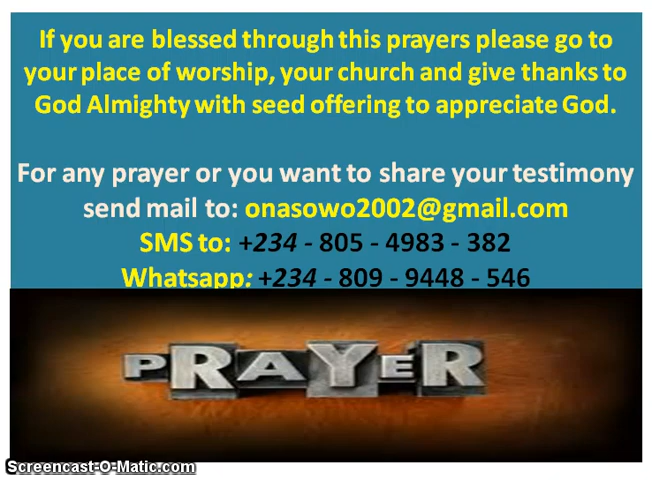 If you are blessed through this prayers please go to
your place of worship, your church and give thanks to
God Almighty with seed offering to appreciate God.
For any prayer or you want to share your testimony
send mail to: onasowo2002@gmail.com
SMS to: +234 - 805 - 4983 - 382
Whatsapp: +234 - 809 - 9448 - 546
PRAYER
Screencast-O-Matic.com